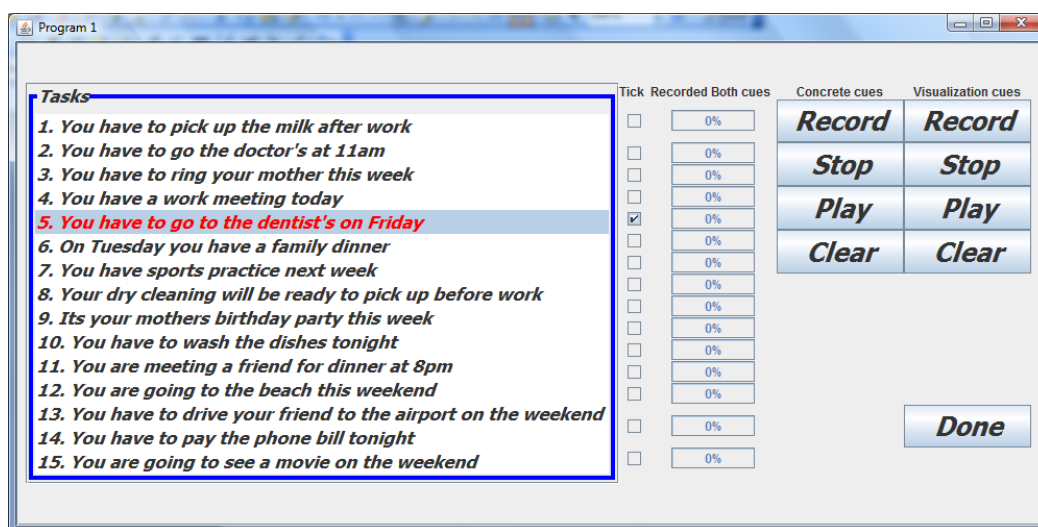 Program 1
Tasks
Tick Recorded Both cues Concrete cues Visualization cues
1. You have to pick up the milk after work 0% Record Record
2. You have to go the doctor's at 11am 0%
3. You have to ring your mother this week 0% Stop Stop
4. You have a work meeting today 0%
5. You have to go to the dentist's on Friday 0% Play Play
6. On Tuesday you have a family dinner 0%
7. You have sports practice next week 0% Clear Clear
8. Your dry cleaning will be ready to pick up before work 0%
9. Its your mothers birthday party this week 0%
10. You have to wash the dishes tonight 0%
11. You are meeting a friend for dinner at 8pm 0%
12. You are going to the beach this weekend 0%
13. You have to drive your friend to the airport on the weekend 0%
14. You have to pay the phone bill tonight 0% Done
15. You are going to see a movie on the weekend 0%